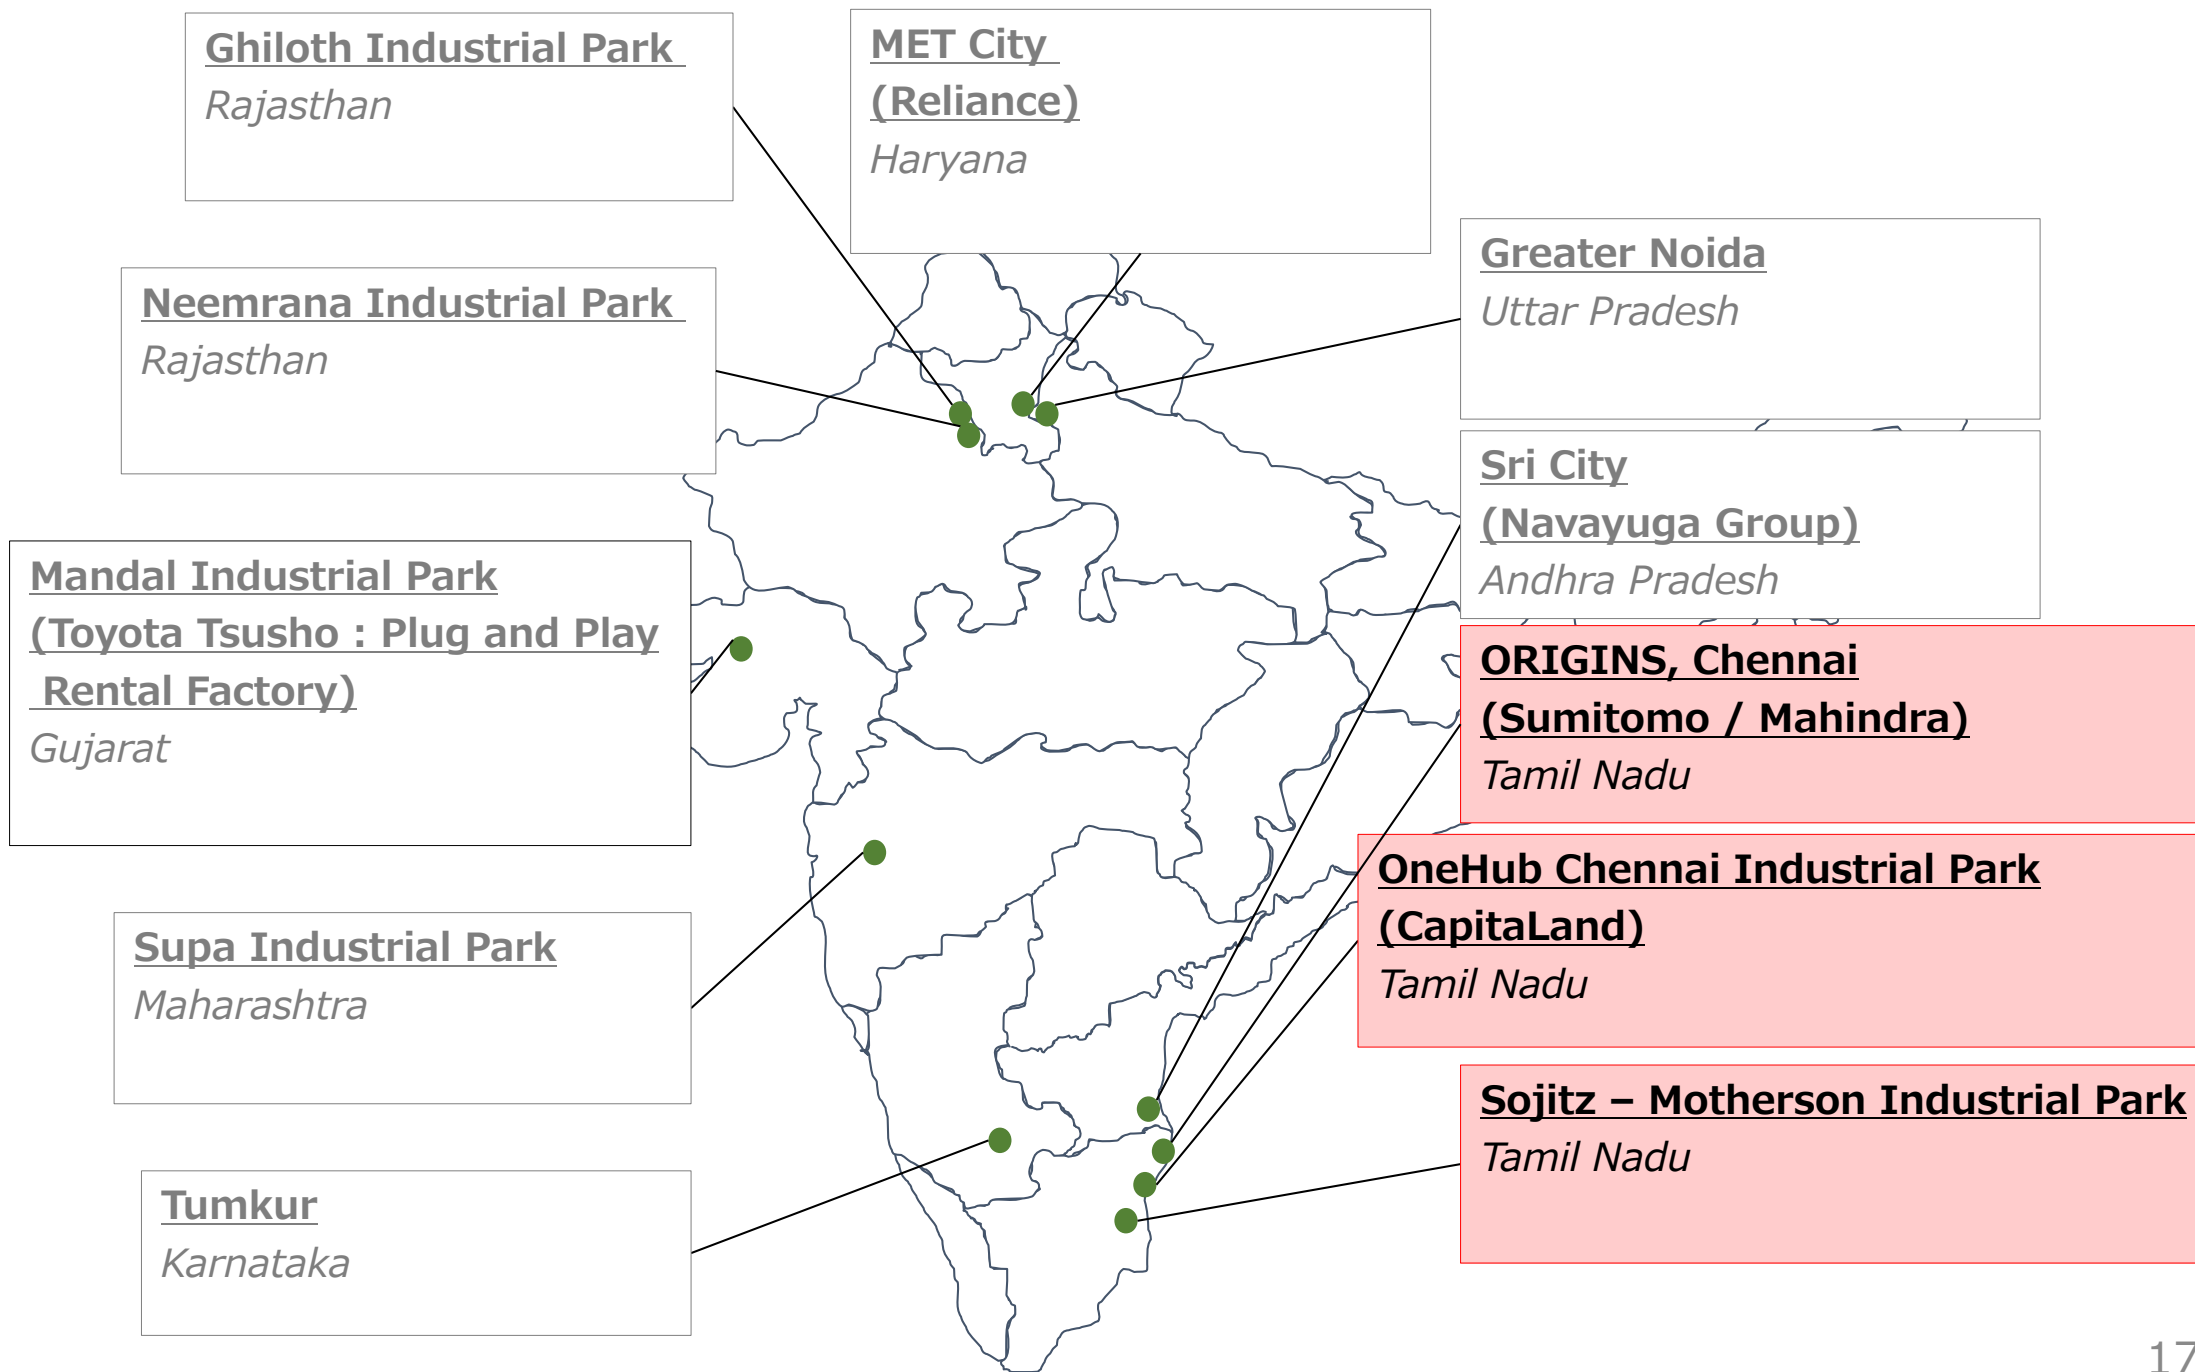 Ghiloth Industrial Park
Rajasthan
MET City
(Reliance)
Haryana
Neemrana Industrial Park
Rajasthan
Greater Noida
Uttar Pradesh
Sri City
(Navayuga Group)
Andhra Pradesh
Mandal Industrial Park
(Toyota Tsusho : Plug and Play
Rental Factory)
Gujarat
ORIGINS, Chennai
(Sumitomo / Mahindra)
Tamil Nadu
OneHub Chennai Industrial Park
(CapitaLand)
Tamil Nadu
Supa Industrial Park
Maharashtra
Sojitz – Motherson Industrial Park
Tamil Nadu
Tumkur
Karnataka
17